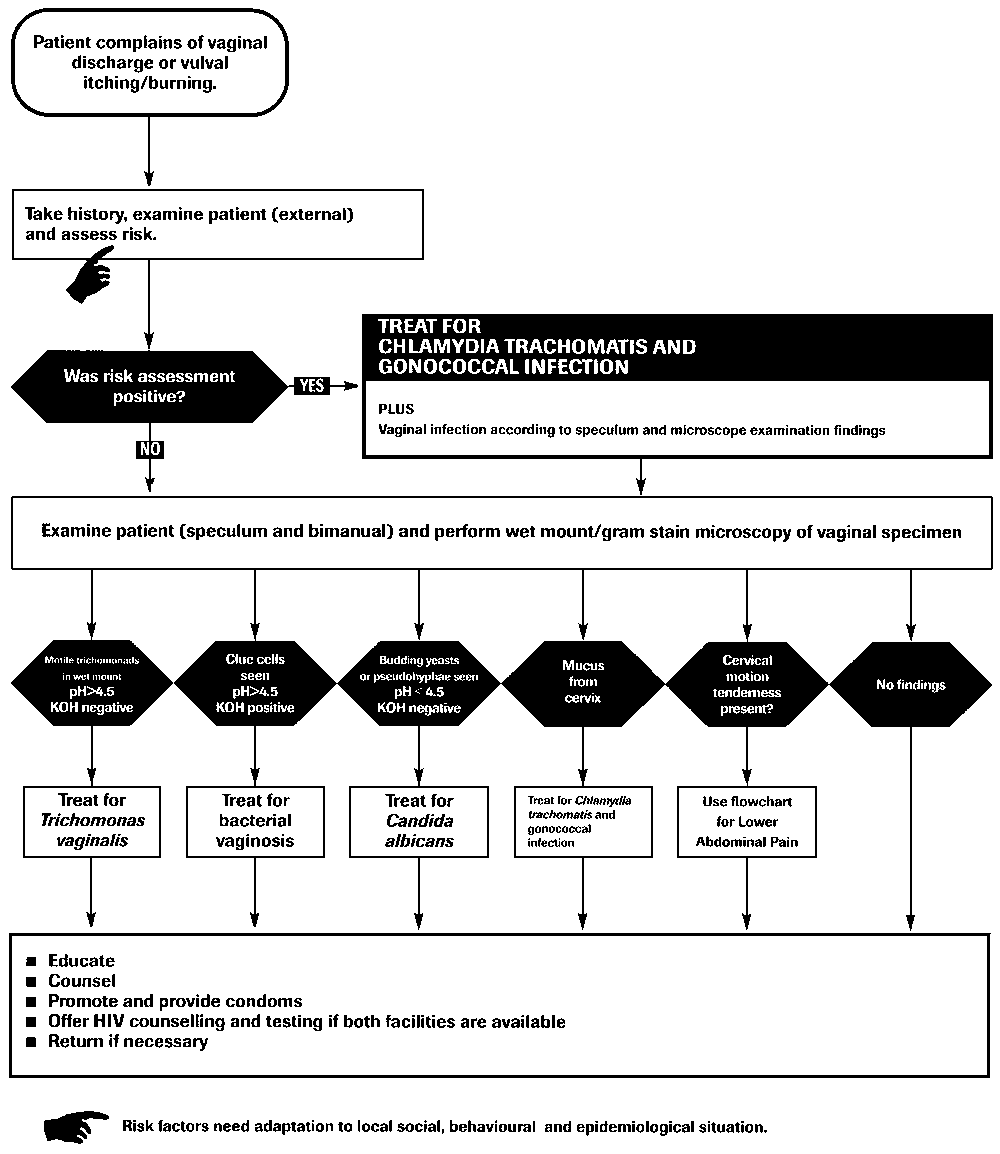 Patient complains of vaginal
discharge or vulval
itching/burning.
Take history, examine patient (external)
and assess risk.
Was risk assessment
positive?
YES
NO
TREAT FOR
CHLAMYDIA TRACHOMATIS AND
GONOCOCCAL INFECTION
PLUS
Vaginal infection according to speculum and microscope examination findings
Examine patient (speculum and bimanual) and perform wet mount/gram stain microscopy of vaginal specimen
Motile trichomonads
in wet mount
pH>4.5
KOH negative
Clue cells
seen
pH>4.5
KOH positive
Budding yeasts
or pseudohyphae seen
pH < 4.5
KOH negative
Mucus
from
cervix
Cervical
motion
tenderness
present?
No findings
Treat for
Trichomonas
vaginalis
Treat for
bacterial
vaginosis
Treat for
Candida
albicans
Treat for Chlamydia
trachomatis and
gonococcal
infection
Use flowchart
for Lower
Abdominal Pain
■ Educate
■ Counsel
■ Promote and provide condoms
■ Offer HIV counselling and testing if both facilities are available
■ Return if necessary
Risk factors need adaptation to local social, behavioural and epidemiological situation.